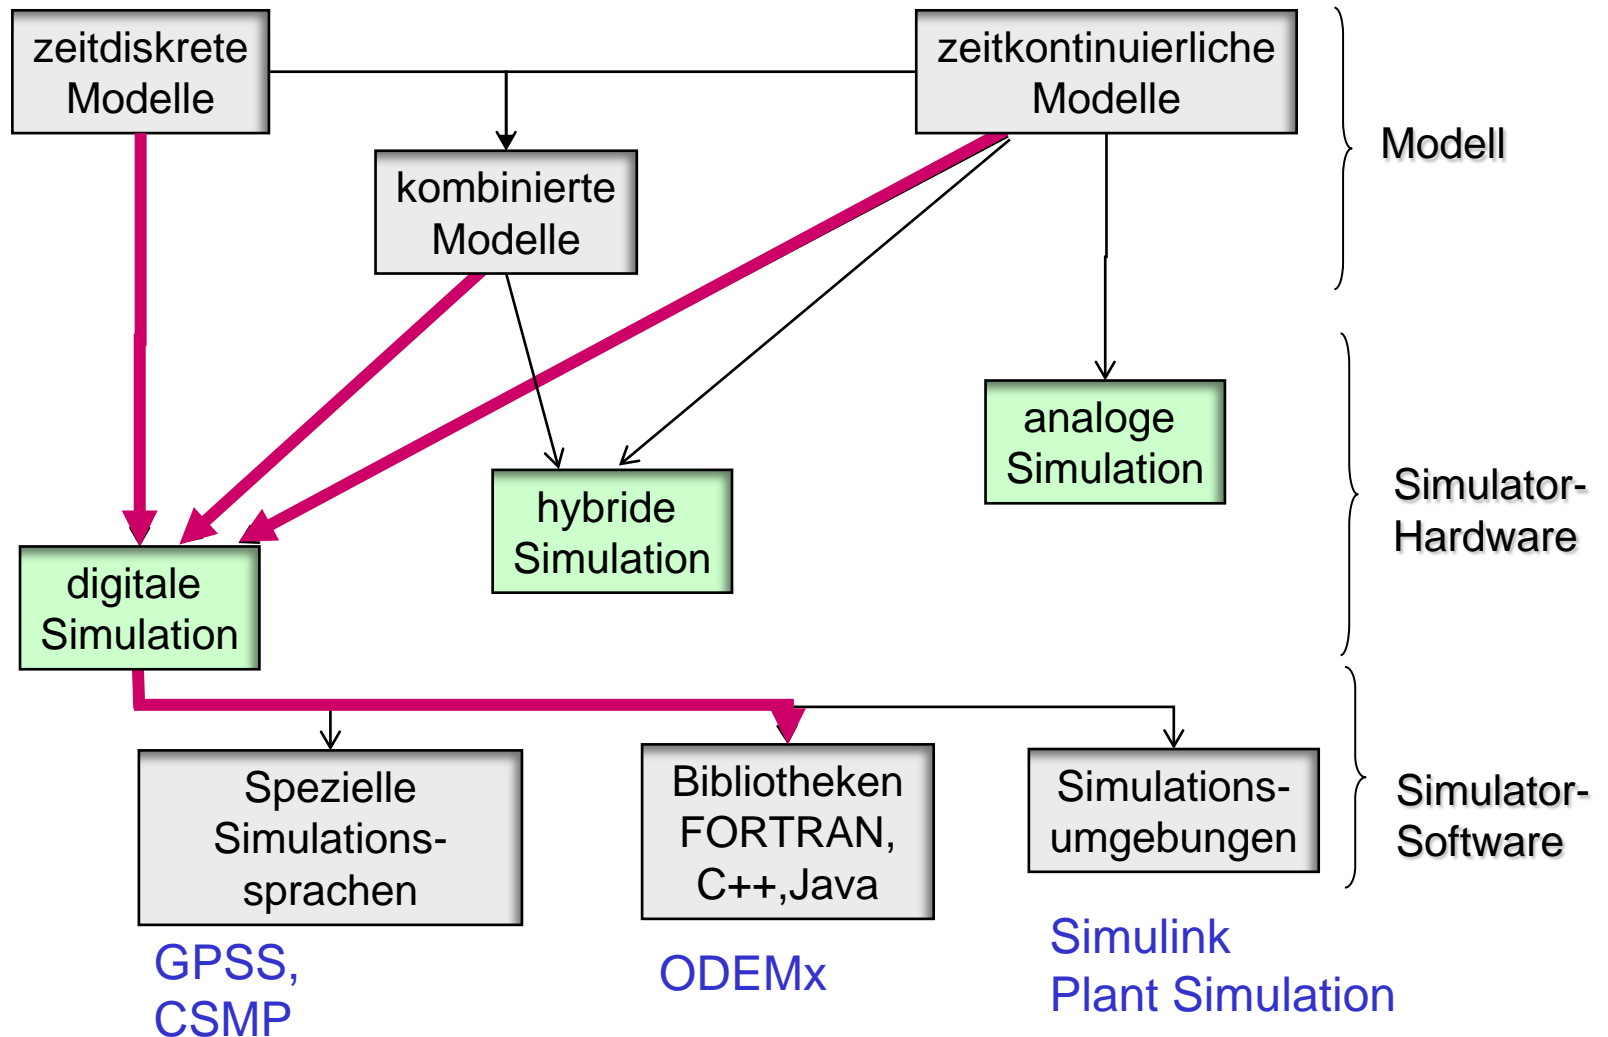 zeitdiskrete
Modelle
zeitkontinuierliche
Modelle
Modell
kombinierte
Modelle
analoge
Simulation
hybride
Simulation
Simulator-
Hardware
digitale
Simulation
Spezielle
Simulations-
sprachen
Bibliotheken
FORTRAN,
C++,Java
Simulations-
umgebungen
Simulator-
Software
GPSS,
CSMP
ODEMx
Simulink
Plant Simulation